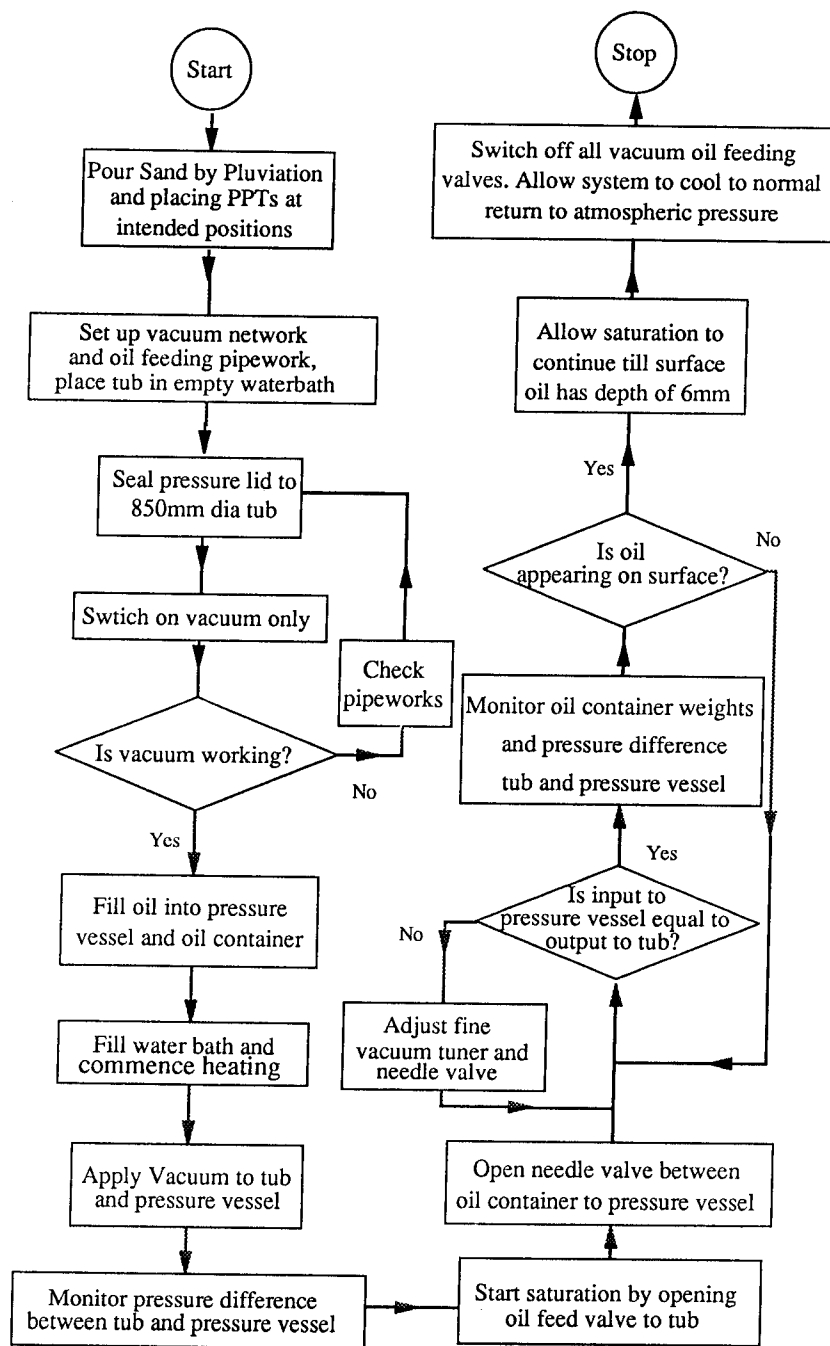 Start
Pour Sand by Pluviation
and placing PPTs at
intended positions
Set up vacuum network
and oil feeding pipework,
place tub in empty waterbath
Seal pressure lid to
850mm dia tub
Swtich on vacuum only
Check
pipeworks
Is vacuum working?
No
Yes
Fill oil into pressure
vessel and oil container
Fill water bath and
commence heating
Apply Vacuum to tub
and pressure vessel
Monitor pressure difference
between tub and pressure vessel
Start saturation by opening
oil feed valve to tub
Open needle valve between
oil container to pressure vessel
Adjust fine
vacuum tuner and
needle valve
No
Is input to
pressure vessel equal to
output to tub?
Yes
Monitor oil container weights
and pressure difference
tub and pressure vessel
Is oil
appearing on surface?
No
Yes
Allow saturation to
continue till surface
oil has depth of 6mm
Switch off all vacuum oil feeding
valves. Allow system to cool to normal
return to atmospheric pressure
Stop